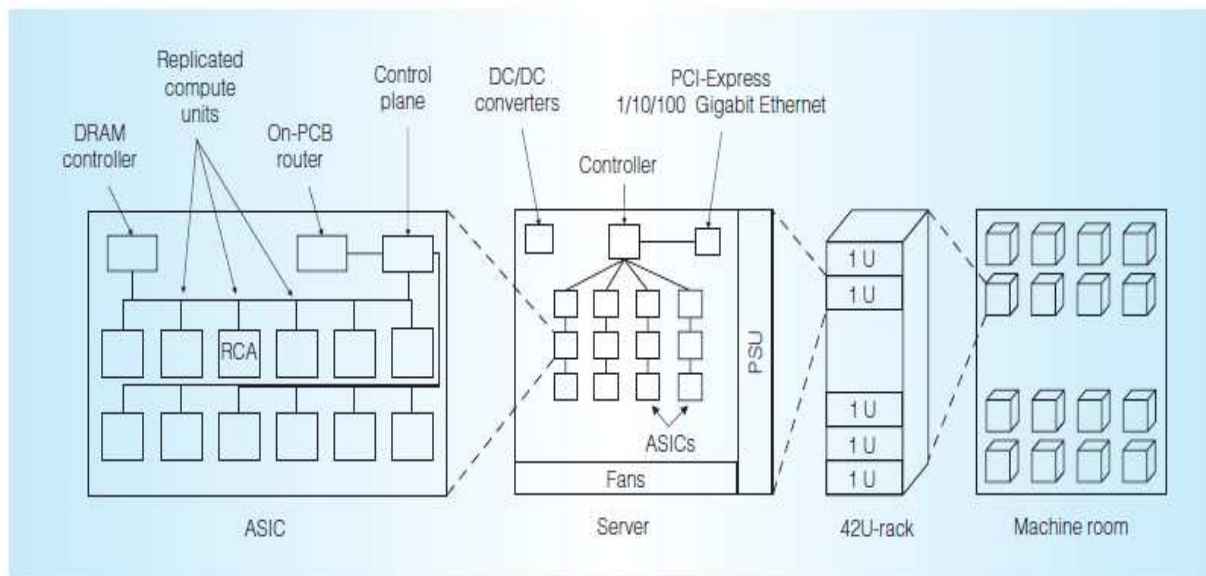 Replicated
compute
units
Control
plane
DRAM
controller
On-PCB
router
DC/DC
converters
PCI-Express
1/10/100 Gigabit Ethernet
Controller
RCA
ASICs
Fans
PSU
1 U
1 U
1 U
1 U
1 U
ASIC
Server
42U-rack
Machine room